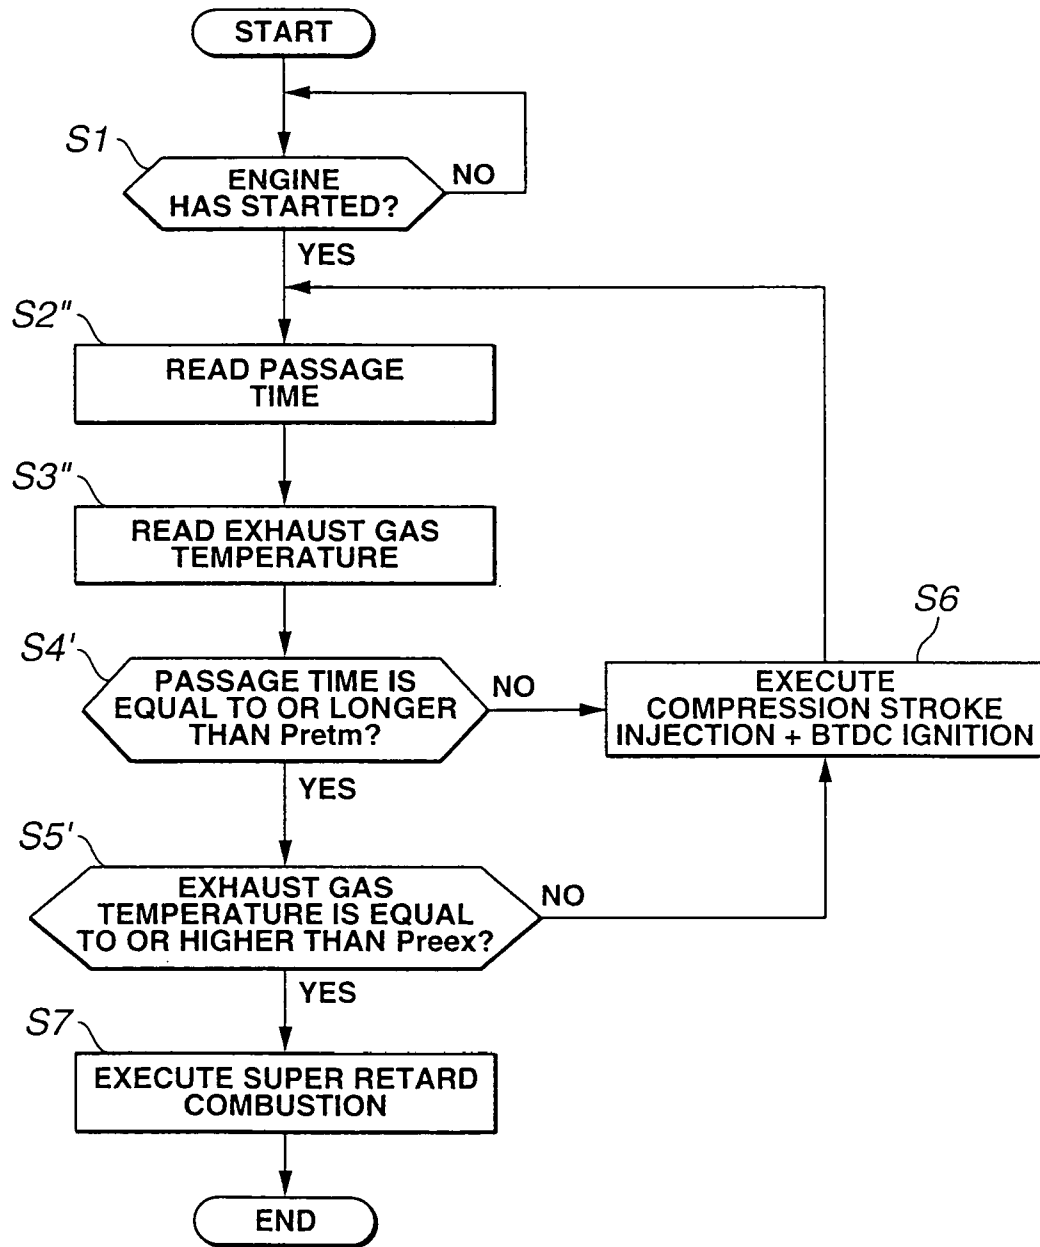 START
S1
ENGINE
HAS STARTED?
NO
YES
S2"
READ PASSAGE
TIME
S3"
READ EXHAUST GAS
TEMPERATURE
S4'
PASSAGE TIME IS
EQUAL TO OR LONGER
THAN Pretm?
NO
S6
EXECUTE
COMPRESSION STROKE
INJECTION + BTDC IGNITION
YES
S5'
EXHAUST GAS
TEMPERATURE IS EQUAL
TO OR HIGHER THAN Preex?
NO
YES
S7
EXECUTE SUPER RETARD
COMBUSTION
END